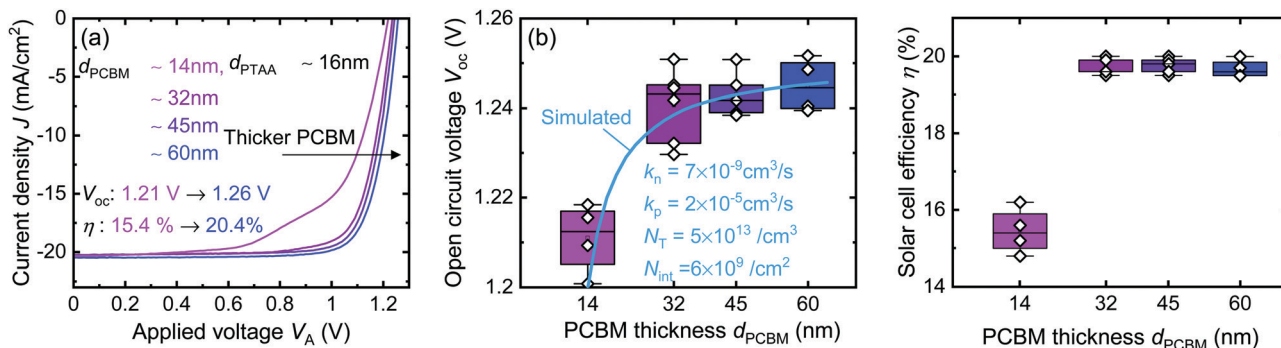 (a)
d_PCBM ~ 14nm, d_PTAA ~ 16nm
~ 32nm
~ 45nm
~ 60nm
Thicker PCBM
V_oc: 1.21 V → 1.26 V
η : 15.4 % → 20.4%
Current density J (mA/cm²)
0
-5
-10
-15
-20
-25
0 0.2 0.4 0.6 0.8 1 1.2
Applied voltage V_A (V)
(b)
Simulated
k_n = 7×10⁻⁹cm³/s
k_p = 2×10⁻⁵cm³/s
N_T = 5×10¹³ /cm³
N_int =6×10⁹ /cm²
Open circuit voltage V_oc (V)
1.26
1.24
1.22
1.2
14 32 45 60
PCBM thickness d_PCBM (nm)
Solar cell efficiency η (%)
20
18
16
14
14 32 45 60
PCBM thickness d_PCBM (nm)